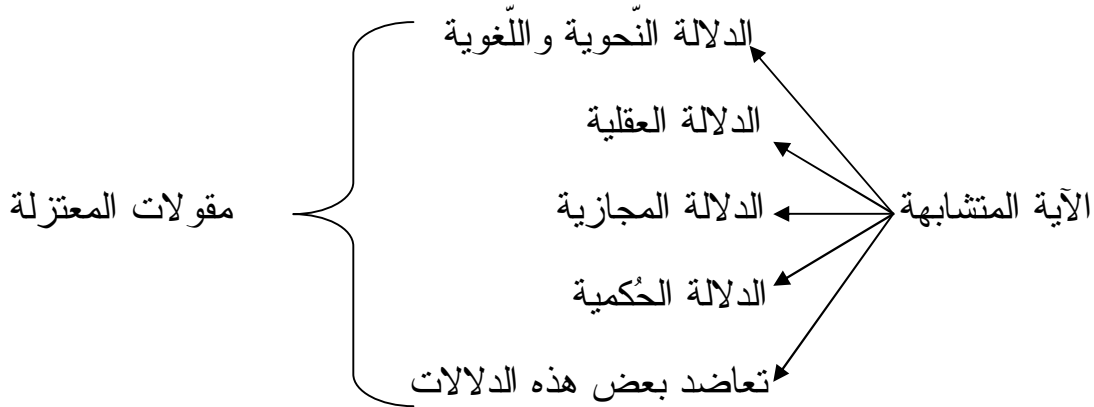 الدلالة النّحوية واللّغوية
الدلالة العقلية
الآية المتشابهة الدلالة المجازية مقولات المعتزلة
الدلالة الحُكمية
تعاضد بعض هذه الدلالات